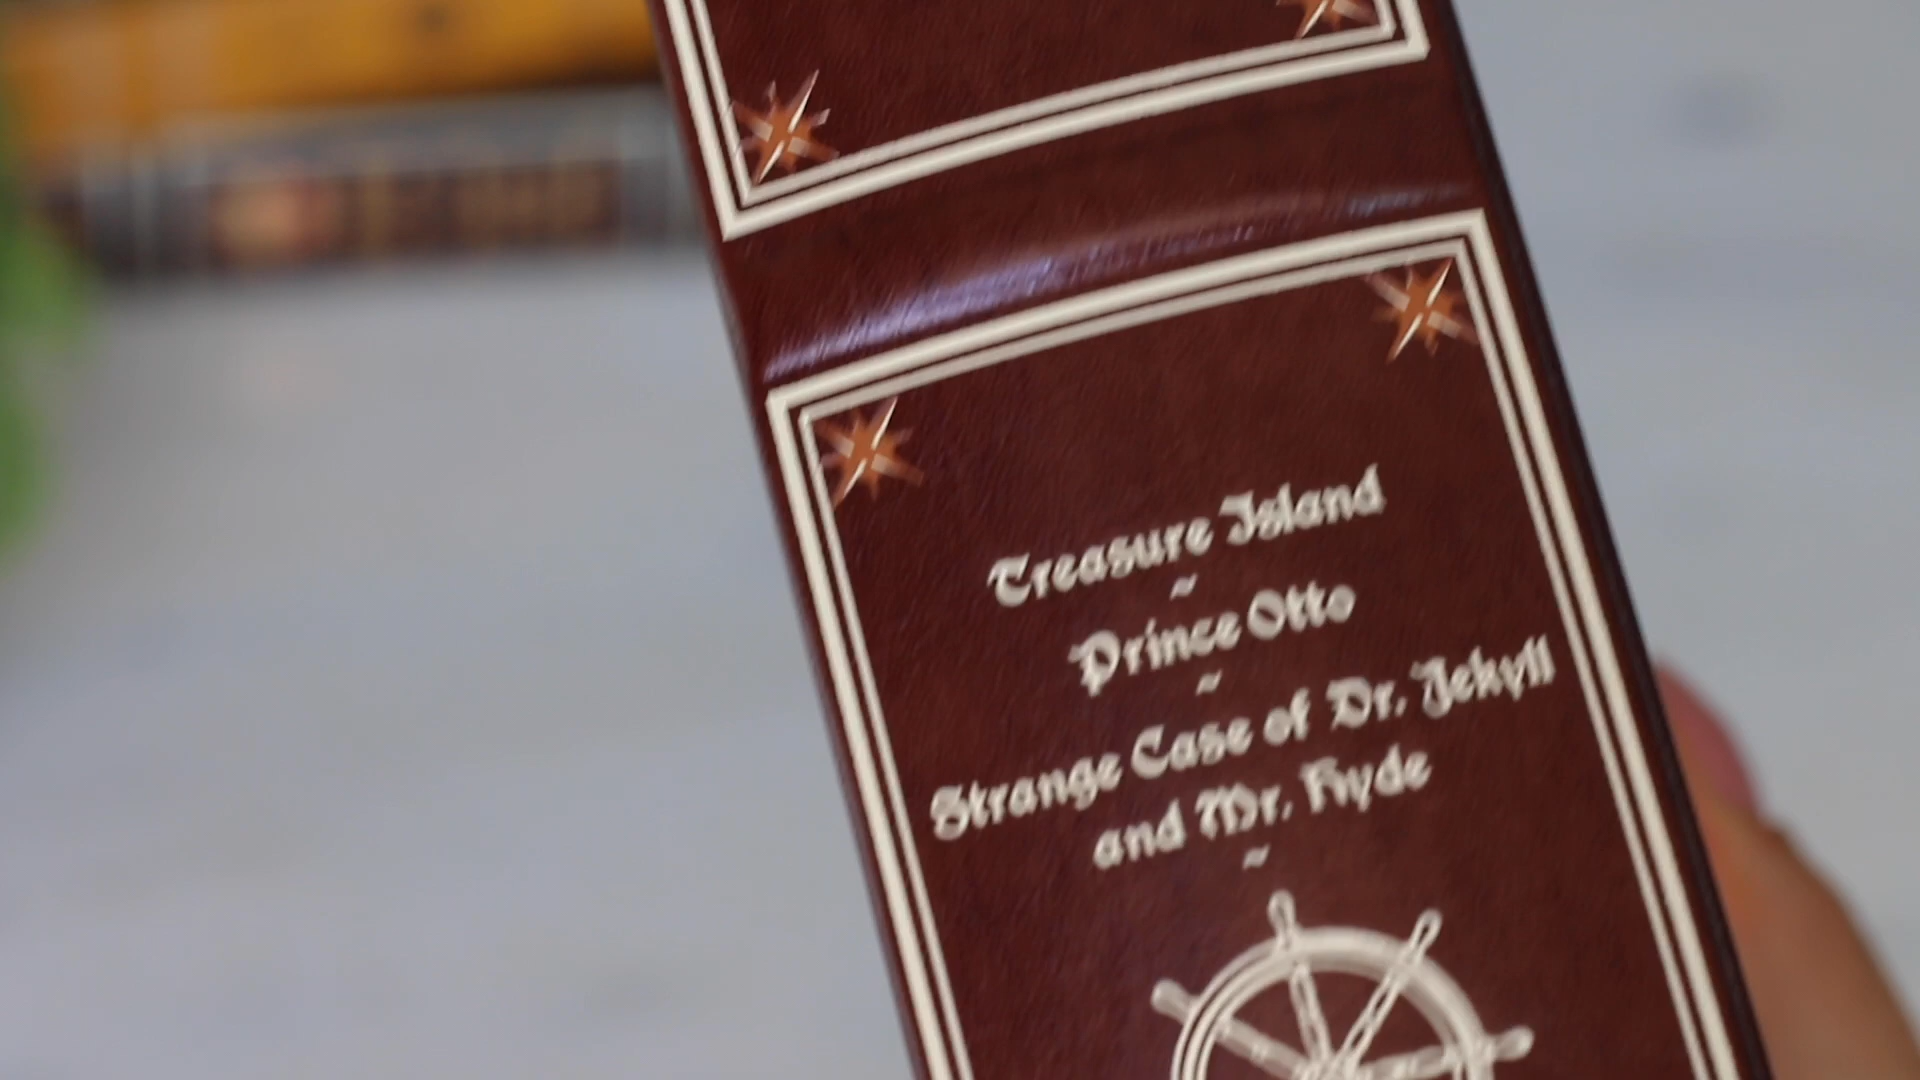 Treasure Island
~
Prince Otto
~
Strange Case of Dr. Jekyll
and Mr. Hyde
~